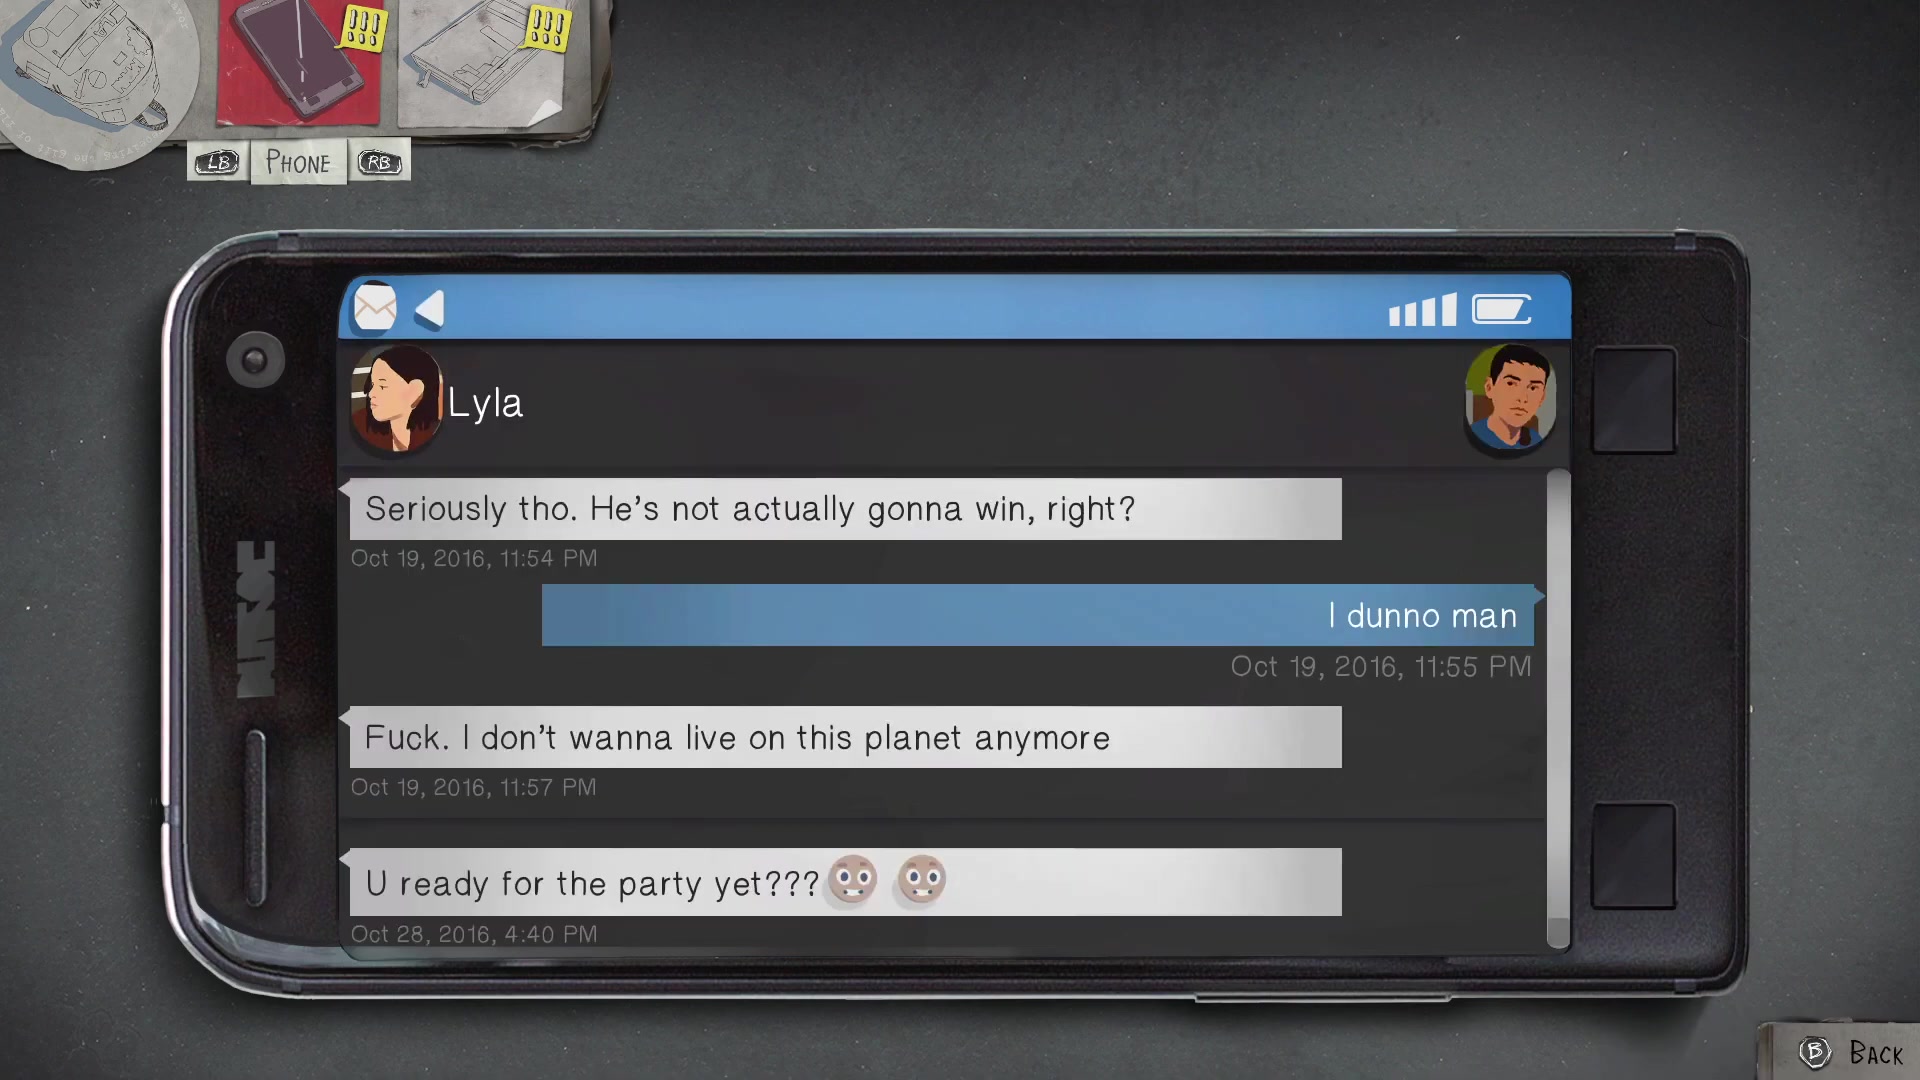 LB PHONE RB
Lyla
Seriously tho. He's not actually gonna win, right?
Oct 19, 2016, 11:54 PM
I dunno man
Oct 19, 2016, 11:55 PM
Fuck. I don't wanna live on this planet anymore
Oct 19, 2016, 11:57 PM
U ready for the party yet???
Oct 28, 2016, 4:40 PM
B BACK